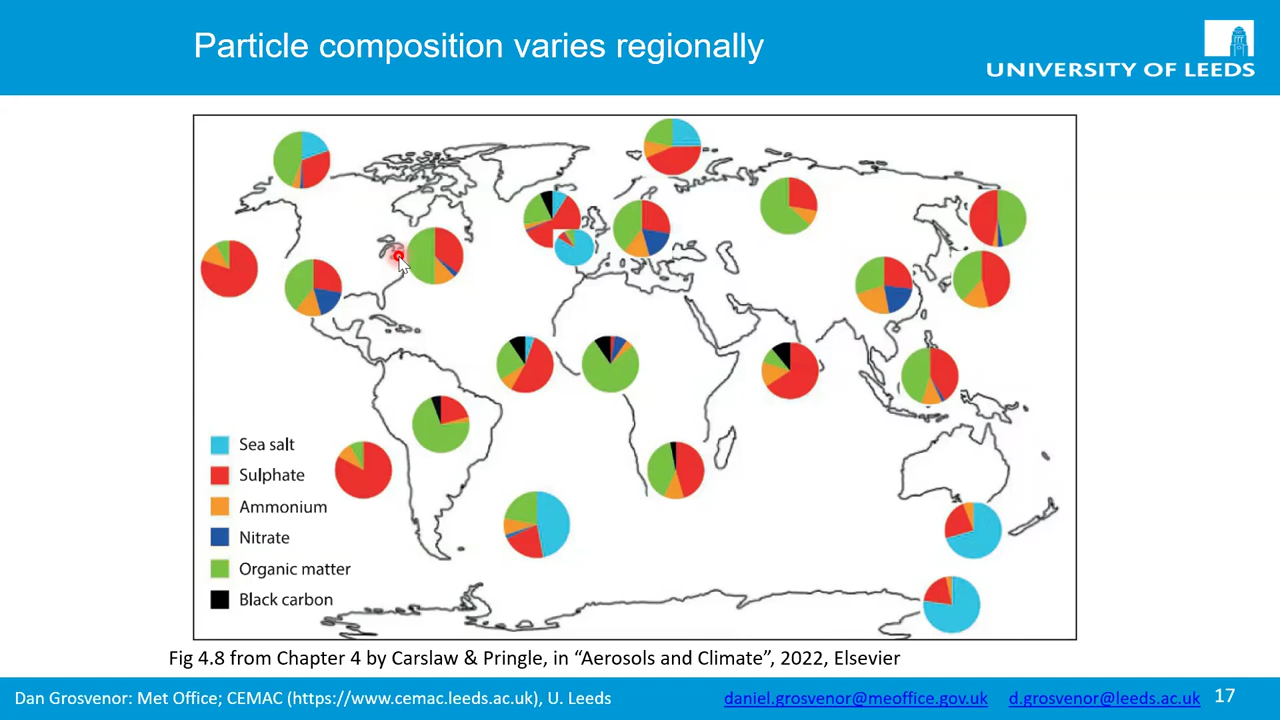 Particle composition varies regionally
UNIVERSITY OF LEEDS
Sea salt
Sulphate
Ammonium
Nitrate
Organic matter
Black carbon
Fig 4.8 from Chapter 4 by Carslaw & Pringle, in “Aerosols and Climate”, 2022, Elsevier
Dan Grosvenor: Met Office; CEMAC (https://www.cemac.leeds.ac.uk), U. Leeds
daniel.grosvenor@meoffice.gov.uk
d.grosvenor@leeds.ac.uk
17